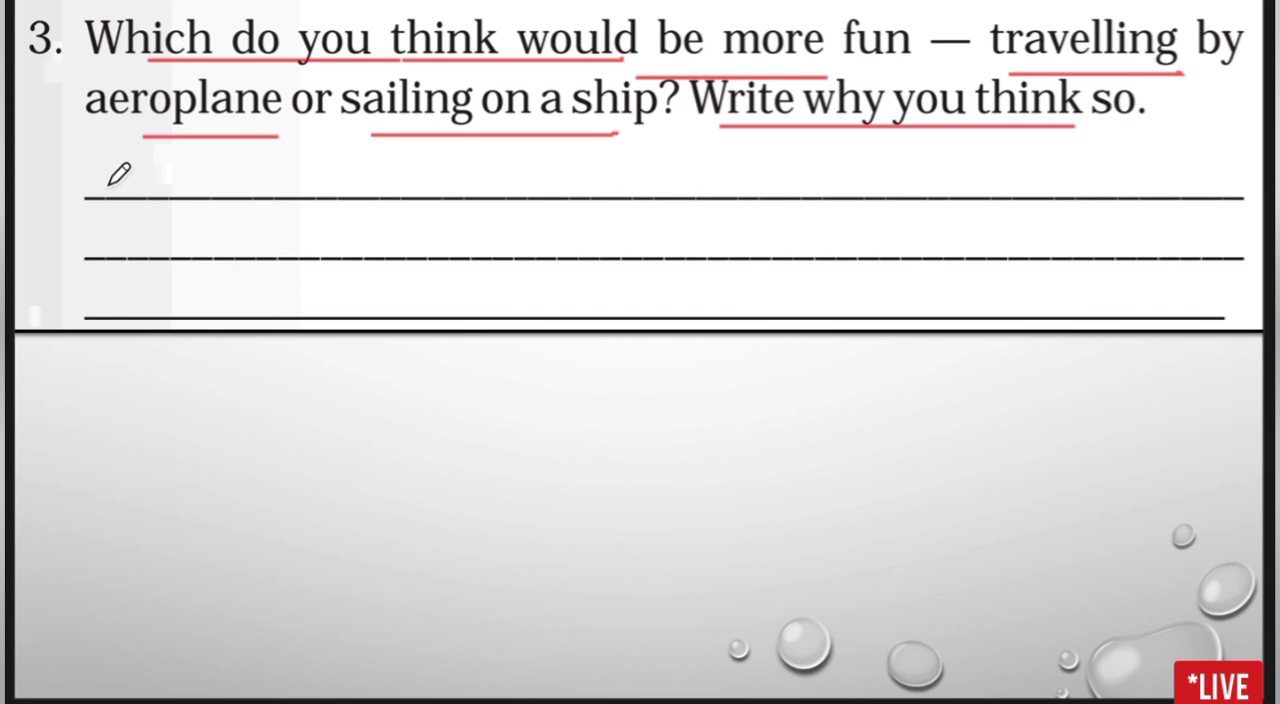 3. Which do you think would be more fun — travelling by
aeroplane or sailing on a ship? Write why you think so.
*LIVE